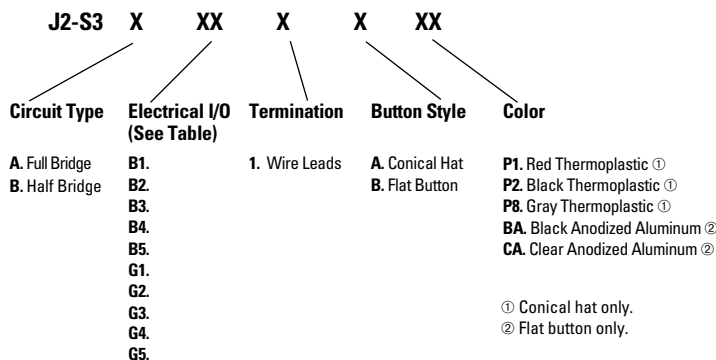 J2-S3 X XX X X XX
Circuit Type
A. Full Bridge
B. Half Bridge
Electrical I/O
(See Table)
B1.
B2.
B3.
B4.
B5.
G1.
G2.
G3.
G4.
G5.
Termination
1. Wire Leads
Button Style
A. Conical Hat
B. Flat Button
Color
P1. Red Thermoplastic ①
P2. Black Thermoplastic ①
P8. Gray Thermoplastic ①
BA. Black Anodized Aluminum ②
CA. Clear Anodized Aluminum ②
① Conical hat only.
② Flat button only.